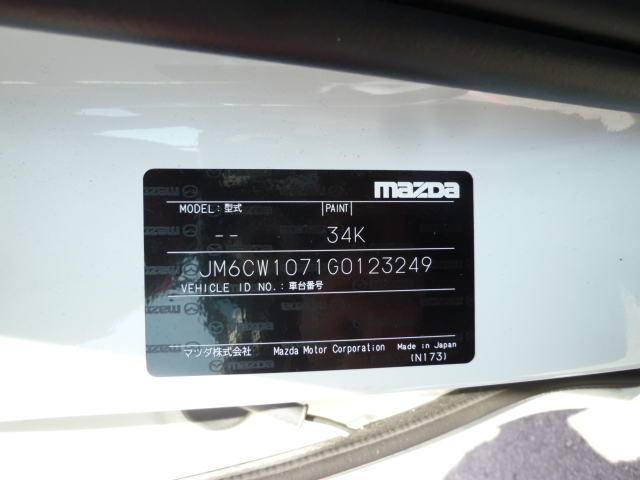 mazda
MODEL:型式 PAINT
-- 34K
JM6CW1071G0123249
VEHICLE ID NO.:車台番号
マツダ株式会社 Mazda Motor Corporation Made in Japan
(N173)